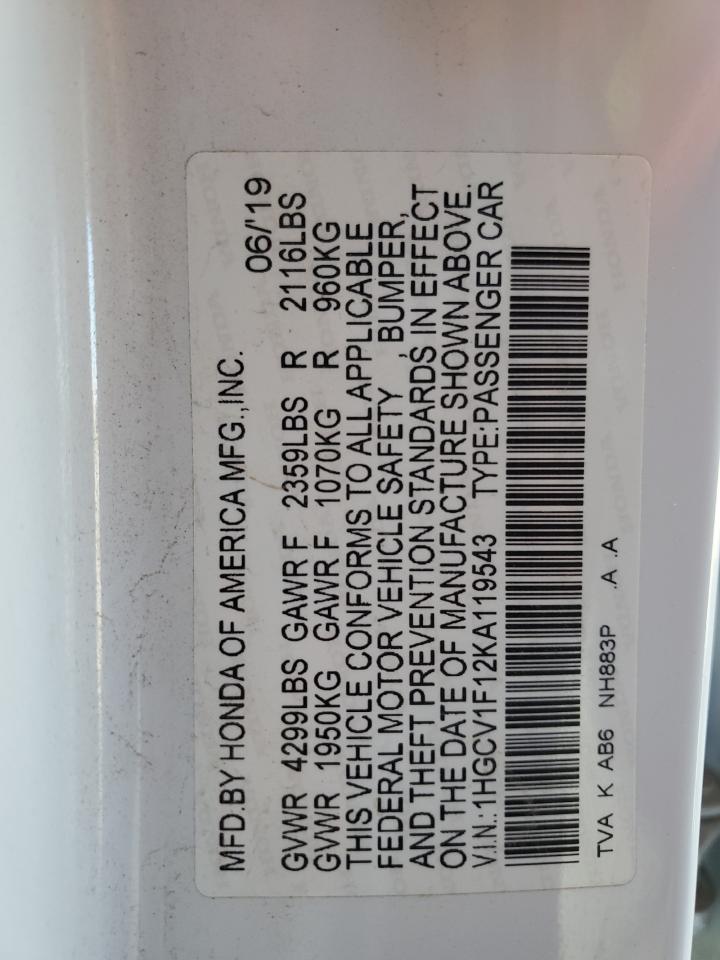 MFD.BY HONDA OF AMERICA MFG.,INC. 06/'19
GVWR 4299LBS GAWR F 2359LBS R 2116LBS
GVWR 1950KG GAWR F 1070KG R 960KG
THIS VEHICLE CONFORMS TO ALL APPLICABLE
FEDERAL MOTOR VEHICLE SAFETY , BUMPER,
AND THEFT PREVENTION STANDARDS IN EFFECT
ON THE DATE OF MANUFACTURE SHOWN ABOVE.
V.I.N.:1HGCV1F12KA119543 TYPE:PASSENGER CAR
TVA K AB6 NH883P .A .A